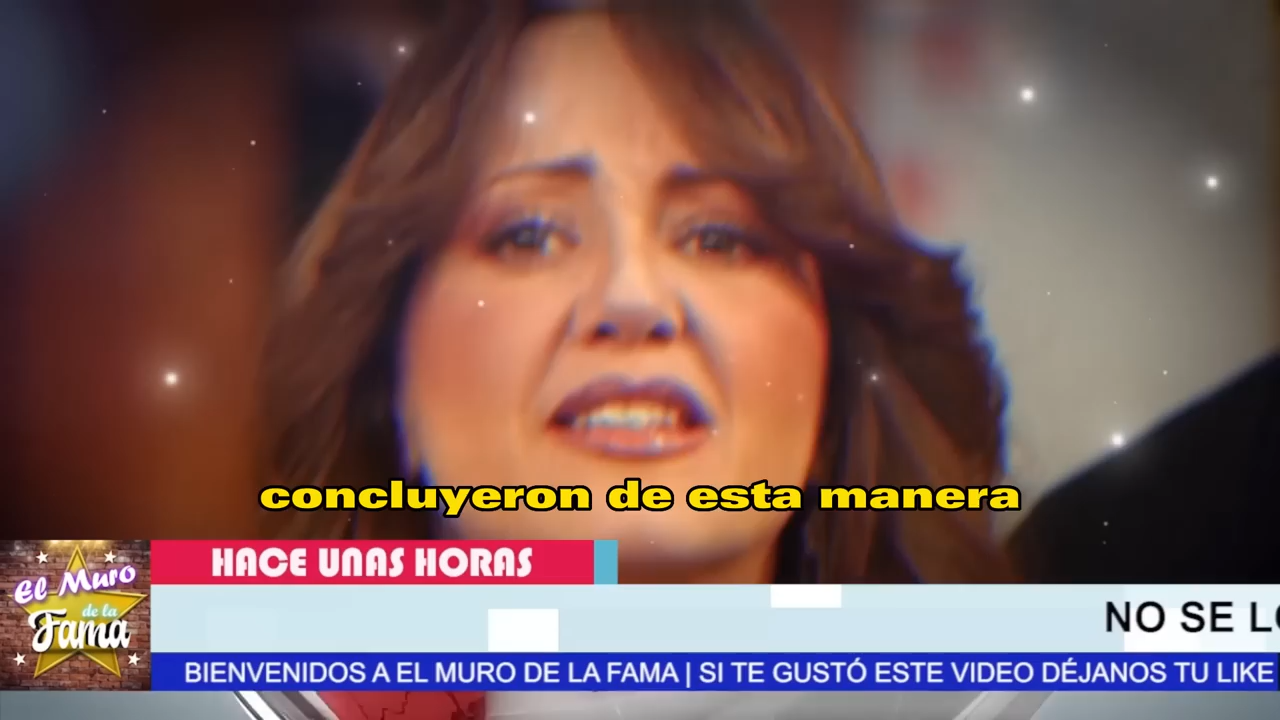 concluyeron de esta manera
HACE UNAS HORAS
El Muro
de la
Fama
NO SE
BIENVENIDOS A EL MURO DE LA FAMA | SI TE GUSTÓ ESTE VIDEO DÉJANOS TU LIKE